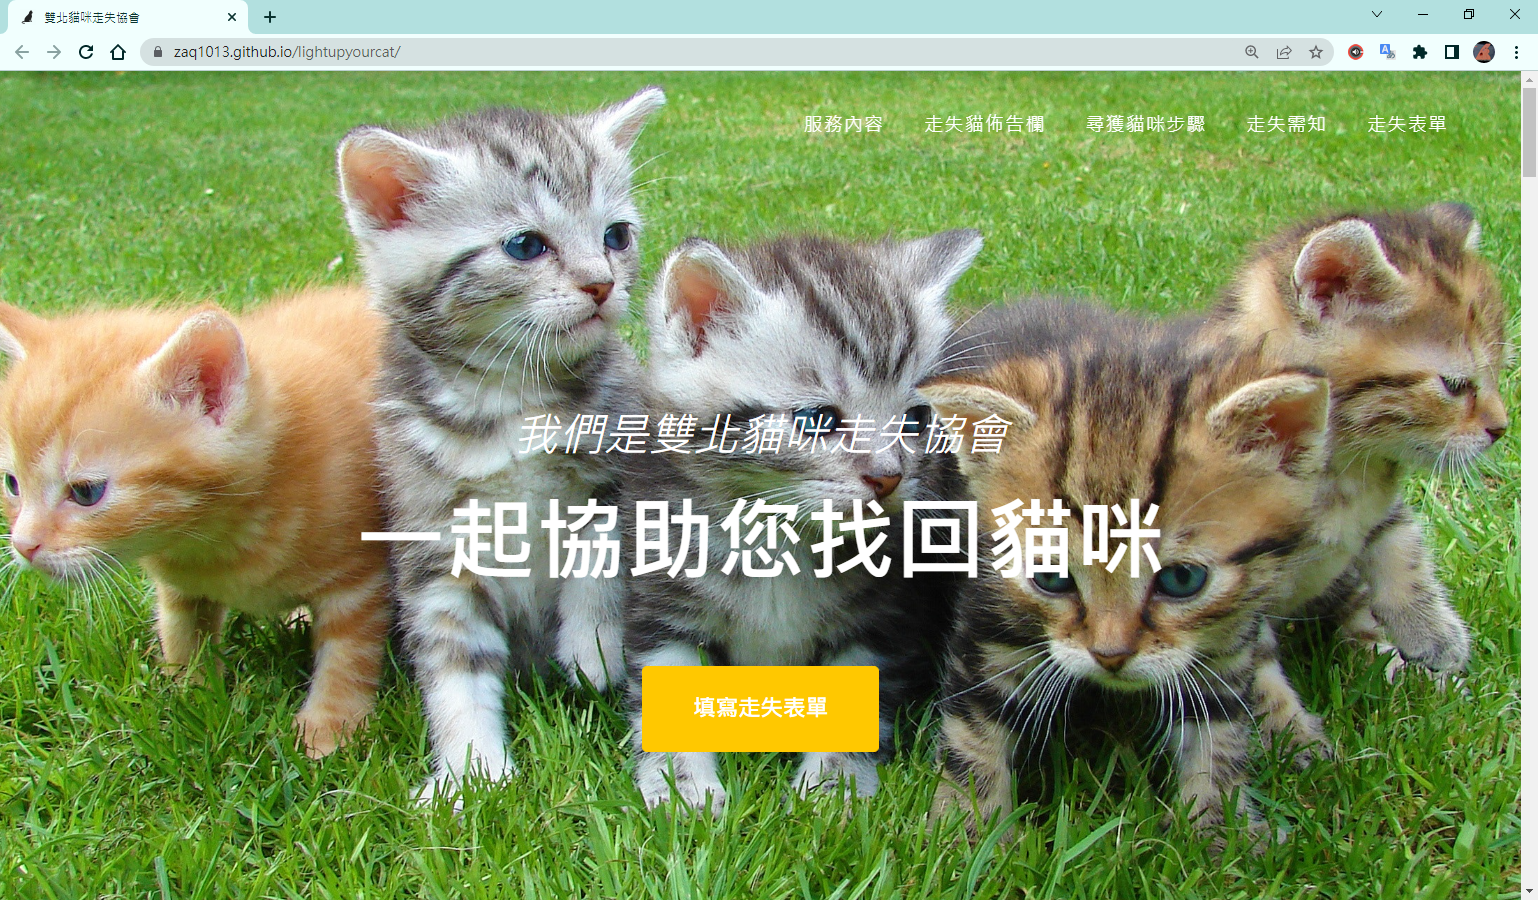 雙北貓咪走失協會
zaq1013.github.io/lightupyourcat/
服務內容 走失貓佈告欄 尋獲貓咪步驟 走失需知 走失表單
我們是雙北貓咪走失協會
一起協助您找回貓咪
填寫走失表單